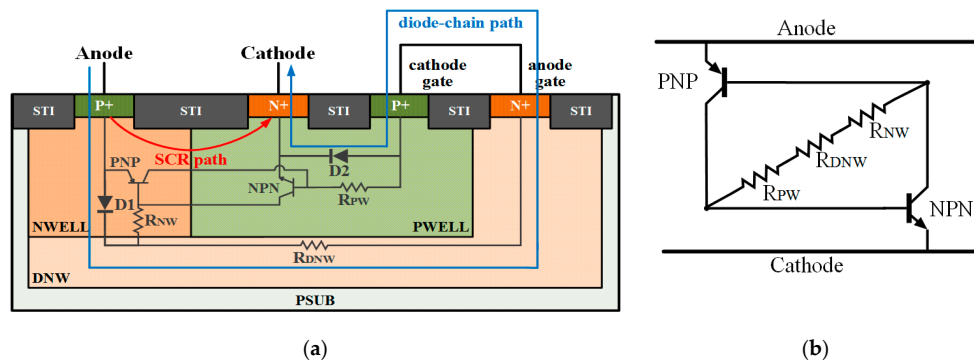 diode-chain path
Anode
Cathode
cathode
gate
anode
gate
STI
P+
STI
N+
STI
P+
STI
N+
STI
PNP
SCR path
D2
NPN
RPW
D1
RNW
NWELL
PWELL
RDNW
DNW
PSUB
(a)
Anode
PNP
RNW
RDNW
RPW
NPN
Cathode
(b)